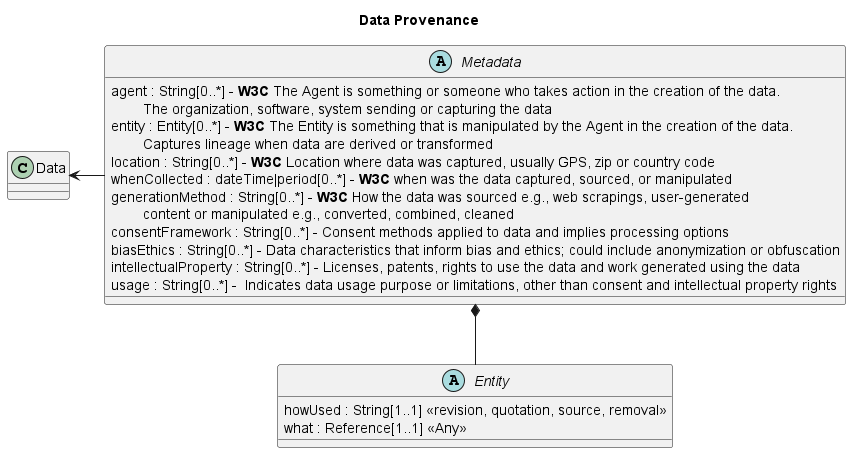 Data Provenance
A Metadata
agent : String[0..*] – W3C The Agent is something or someone who takes action in the creation of the data.
The organization, software, system sending or capturing the data
entity : Entity[0..*] – W3C The Entity is something that is manipulated by the Agent in the creation of the data.
Captures lineage when data are derived or transformed
location : String[0..*] – W3C Location where data was captured, usually GPS, zip or country code
whenCollected : dateTime|period[0..*] – W3C when was the data captured, sourced, or manipulated
generationMethod : String[0..*] – W3C How the data was sourced e.g., web scrapings, user-generated
content or manipulated e.g., converted, combined, cleaned
consentFramework : String[0..*] – Consent methods applied to data and implies processing options
biasEthics : String[0..*] – Data characteristics that inform bias and ethics; could include anonymization or obfuscation
intellectualProperty : String[0..*] – Licenses, patents, rights to use the data and work generated using the data
usage : String[0..*] – Indicates data usage purpose or limitations, other than consent and intellectual property rights
C Data
A Entity
howUsed : String[1..1] «revision, quotation, source, removal»
what : Reference[1..1] «Any»